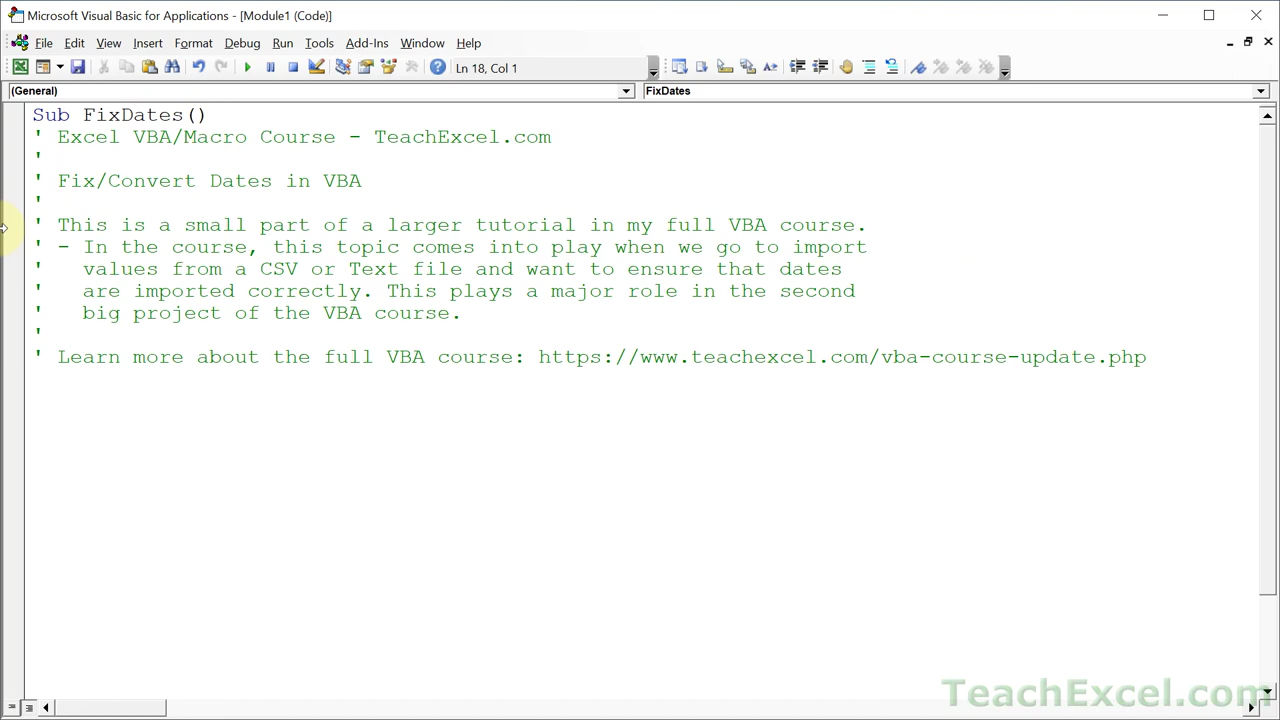 Microsoft Visual Basic for Applications - [Module1 (Code)]
File Edit View Insert Format Debug Run Tools Add-Ins Window Help
Ln 18, Col 1
(General) FixDates
Sub FixDates()
' Excel VBA/Macro Course - TeachExcel.com
'
' Fix/Convert Dates in VBA
'
' This is a small part of a larger tutorial in my full VBA course.
' - In the course, this topic comes into play when we go to import
' values from a CSV or Text file and want to ensure that dates
' are imported correctly. This plays a major role in the second
' big project of the VBA course.
'
' Learn more about the full VBA course: https://www.teachexcel.com/vba-course-update.php
TeachExcel.com